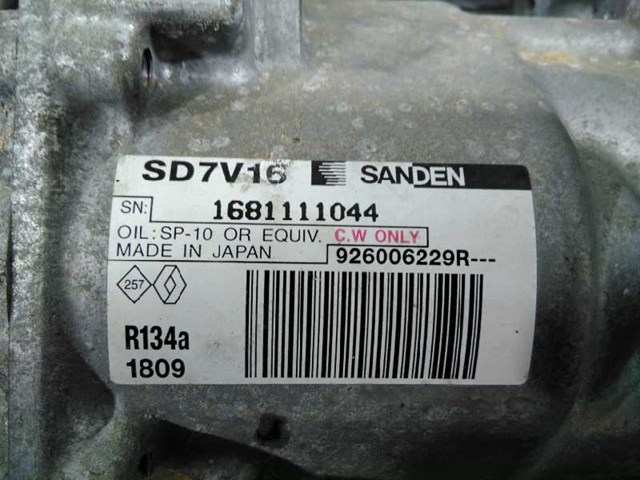 SD7V16 SANDEN
SN: 1681111044
OIL: SP-10 OR EQUIV. C.W ONLY
MADE IN JAPAN 926006229R---
257
R134a
1809